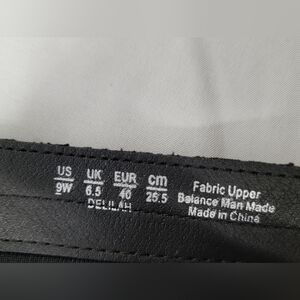 US UK EUR cm
9W 6.5 40 25.5
DELILAH
Fabric Upper
Balance Man Made
Made in China